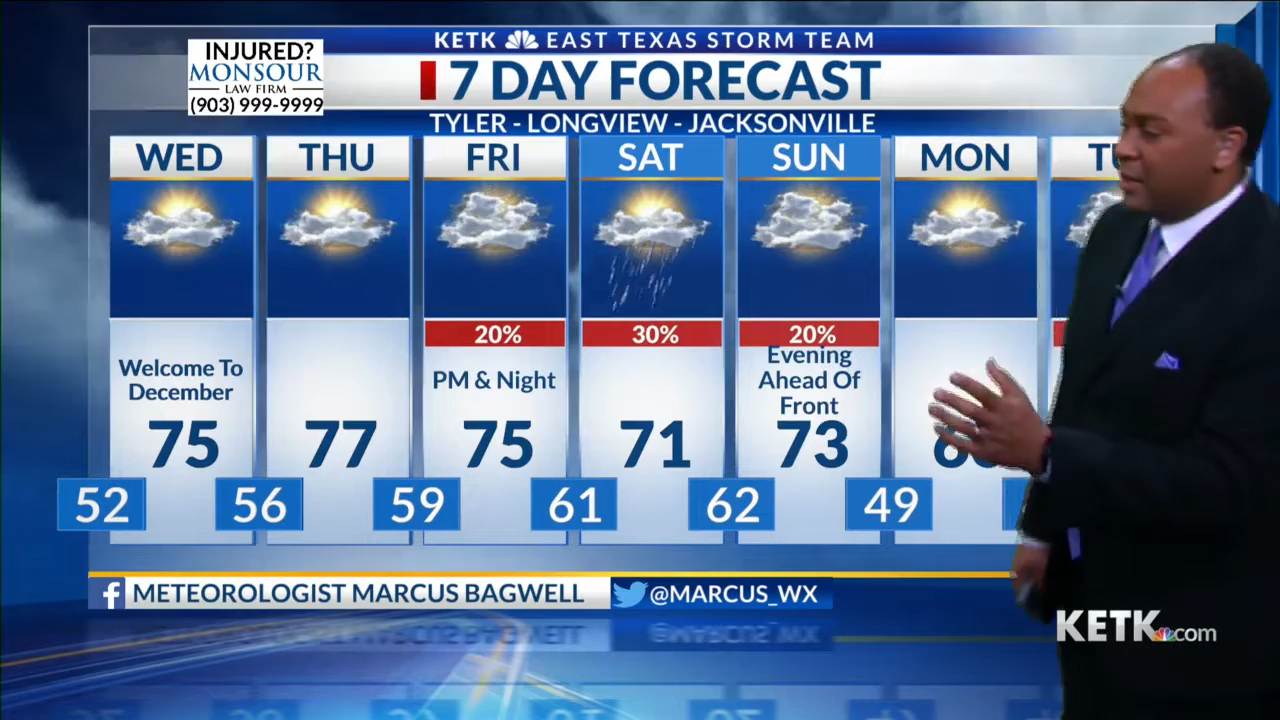 KETK EAST TEXAS STORM TEAM
INJURED?
MONSOUR
LAW FIRM
(903) 999-9999
7 DAY FORECAST
TYLER - LONGVIEW - JACKSONVILLE
WED THU FRI SAT SUN MON
20% 30% 20%
Welcome To
December
PM & Night
Evening
Ahead Of
Front
75 77 75 71 73
52 56 59 61 62 49
METEOROLOGIST MARCUS BAGWELL @MARCUS_WX
KETK.com